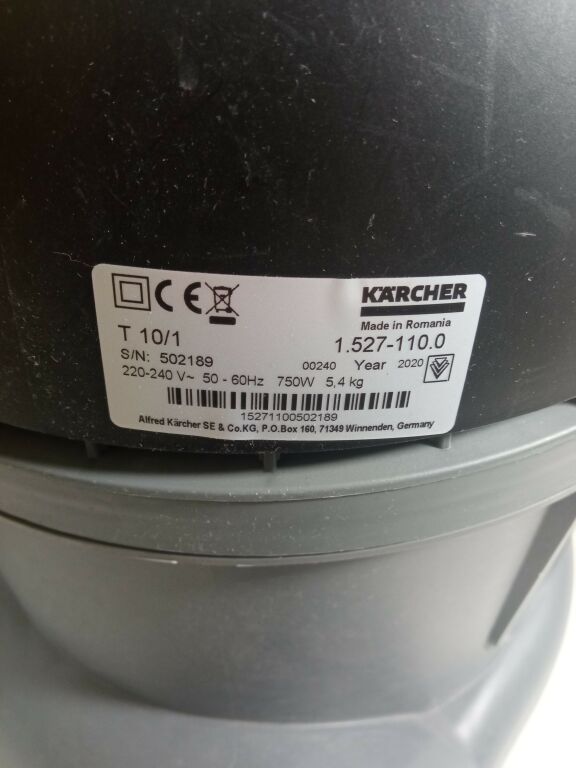 CE
KÄRCHER
Made in Romania
T 10/1 1.527-110.0
S/N: 502189 00240 Year 2020
220-240 V~ 50 - 60Hz 750W 5,4 kg
15271100502189
Alfred Kärcher SE & Co.KG, P.O.Box 160, 71349 Winnenden, Germany